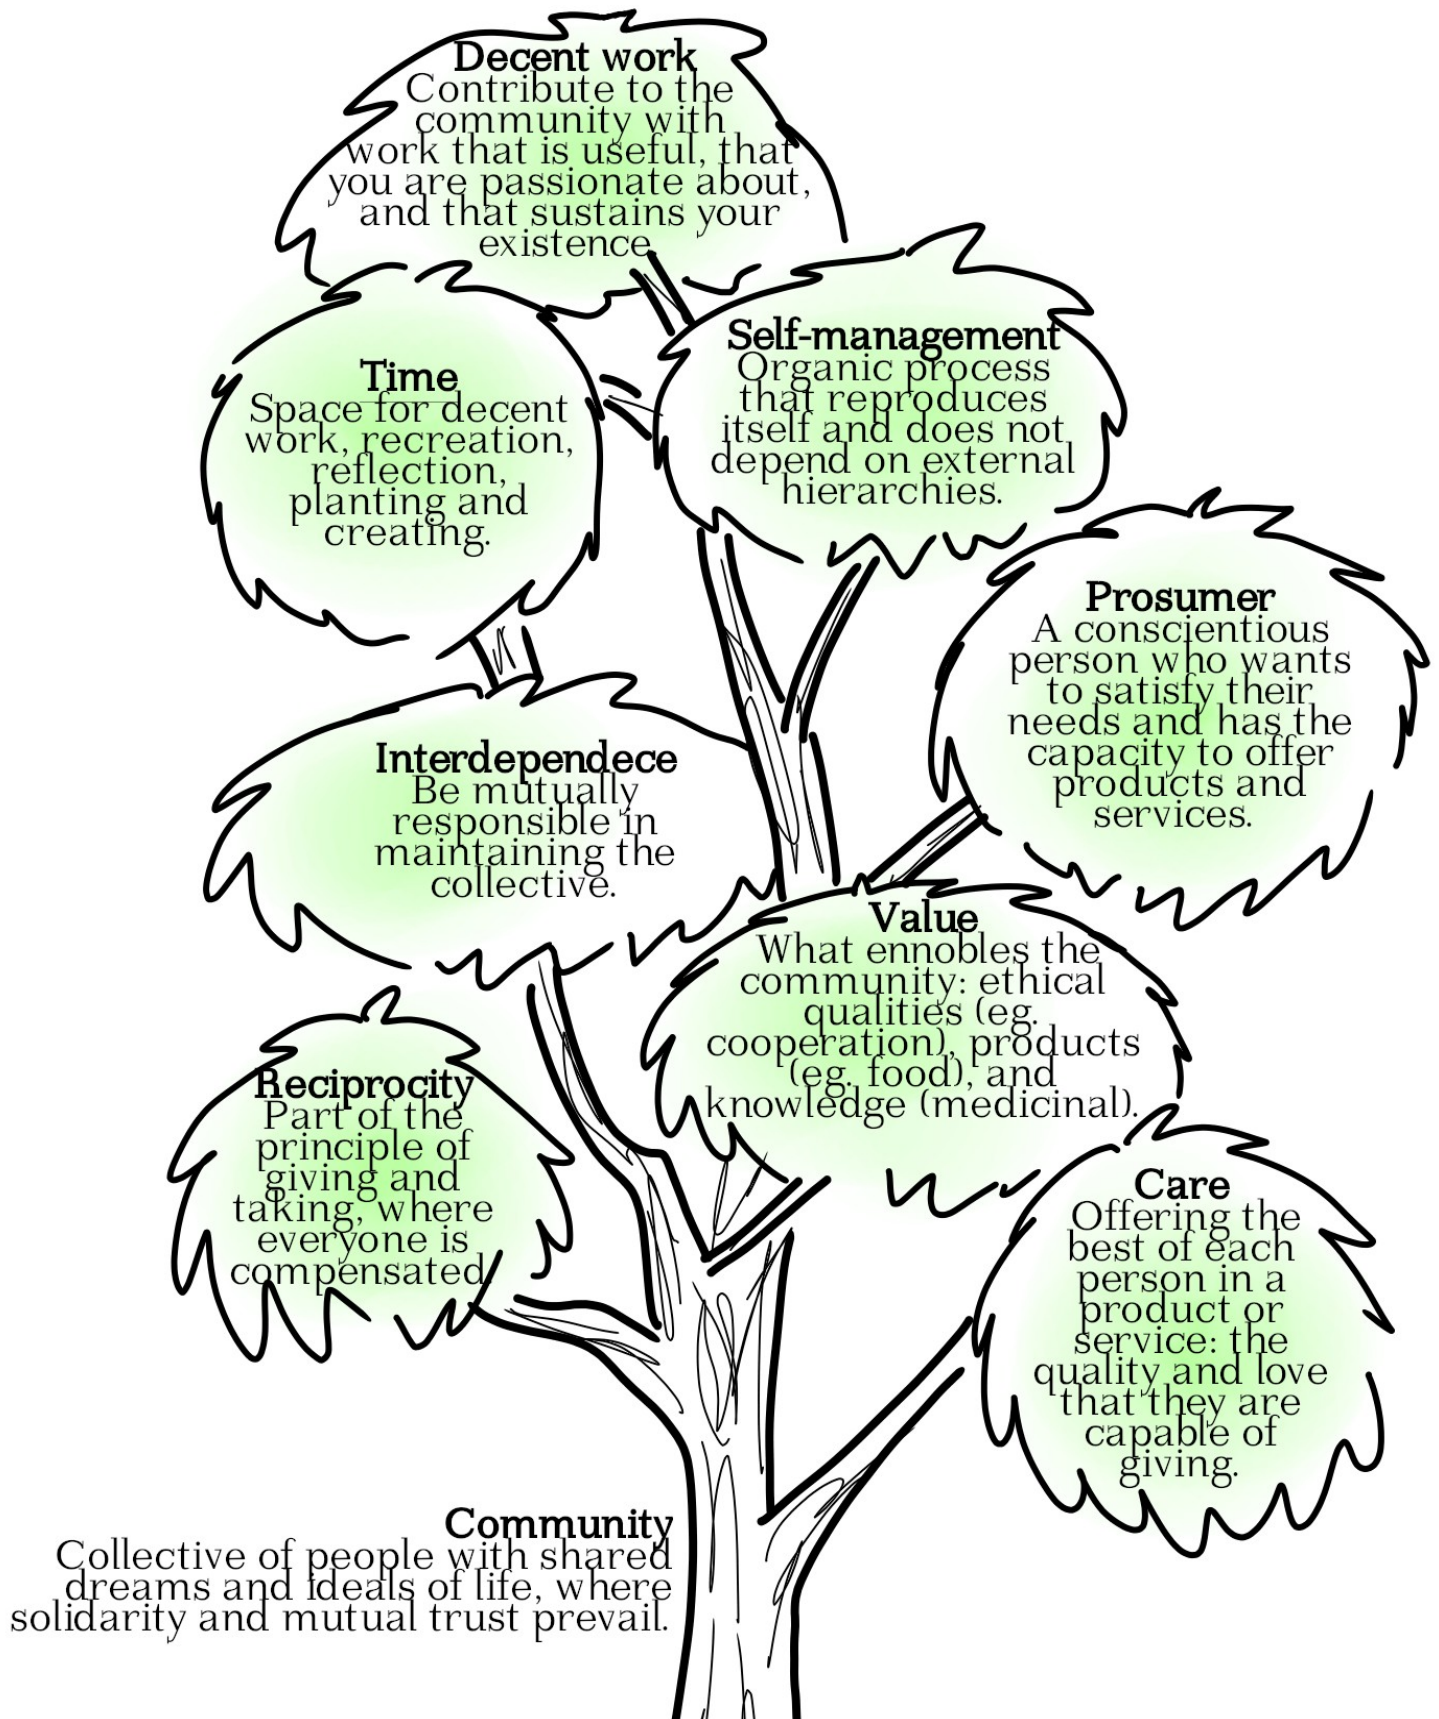 Decent work
Contribute to the
community with
work that is useful, that
you are passionate about,
and that sustains your
existence.
Time
Space for decent
work, recreation,
reflection,
planting and
creating.
Self-management
Organic process
that reproduces
itself and does not
depend on external
hierarchies.
Prosumer
A conscientious
person who wants
to satisfy their
needs and has the
capacity to offer
products and
services.
Interdependece
Be mutually
responsible in
maintaining the
collective.
Value
What ennobles the
community: ethical
qualities (eg.
cooperation), products
(eg. food), and
knowledge (medicinal).
Reciprocity
Part of the
principle of
giving and
taking, where
everyone is
compensated.
Care
Offering the
best of each
person in a
product or
service: the
quality and love
that they are
capable of
giving.
Community
Collective of people with shared
dreams and ideals of life, where
solidarity and mutual trust prevail.